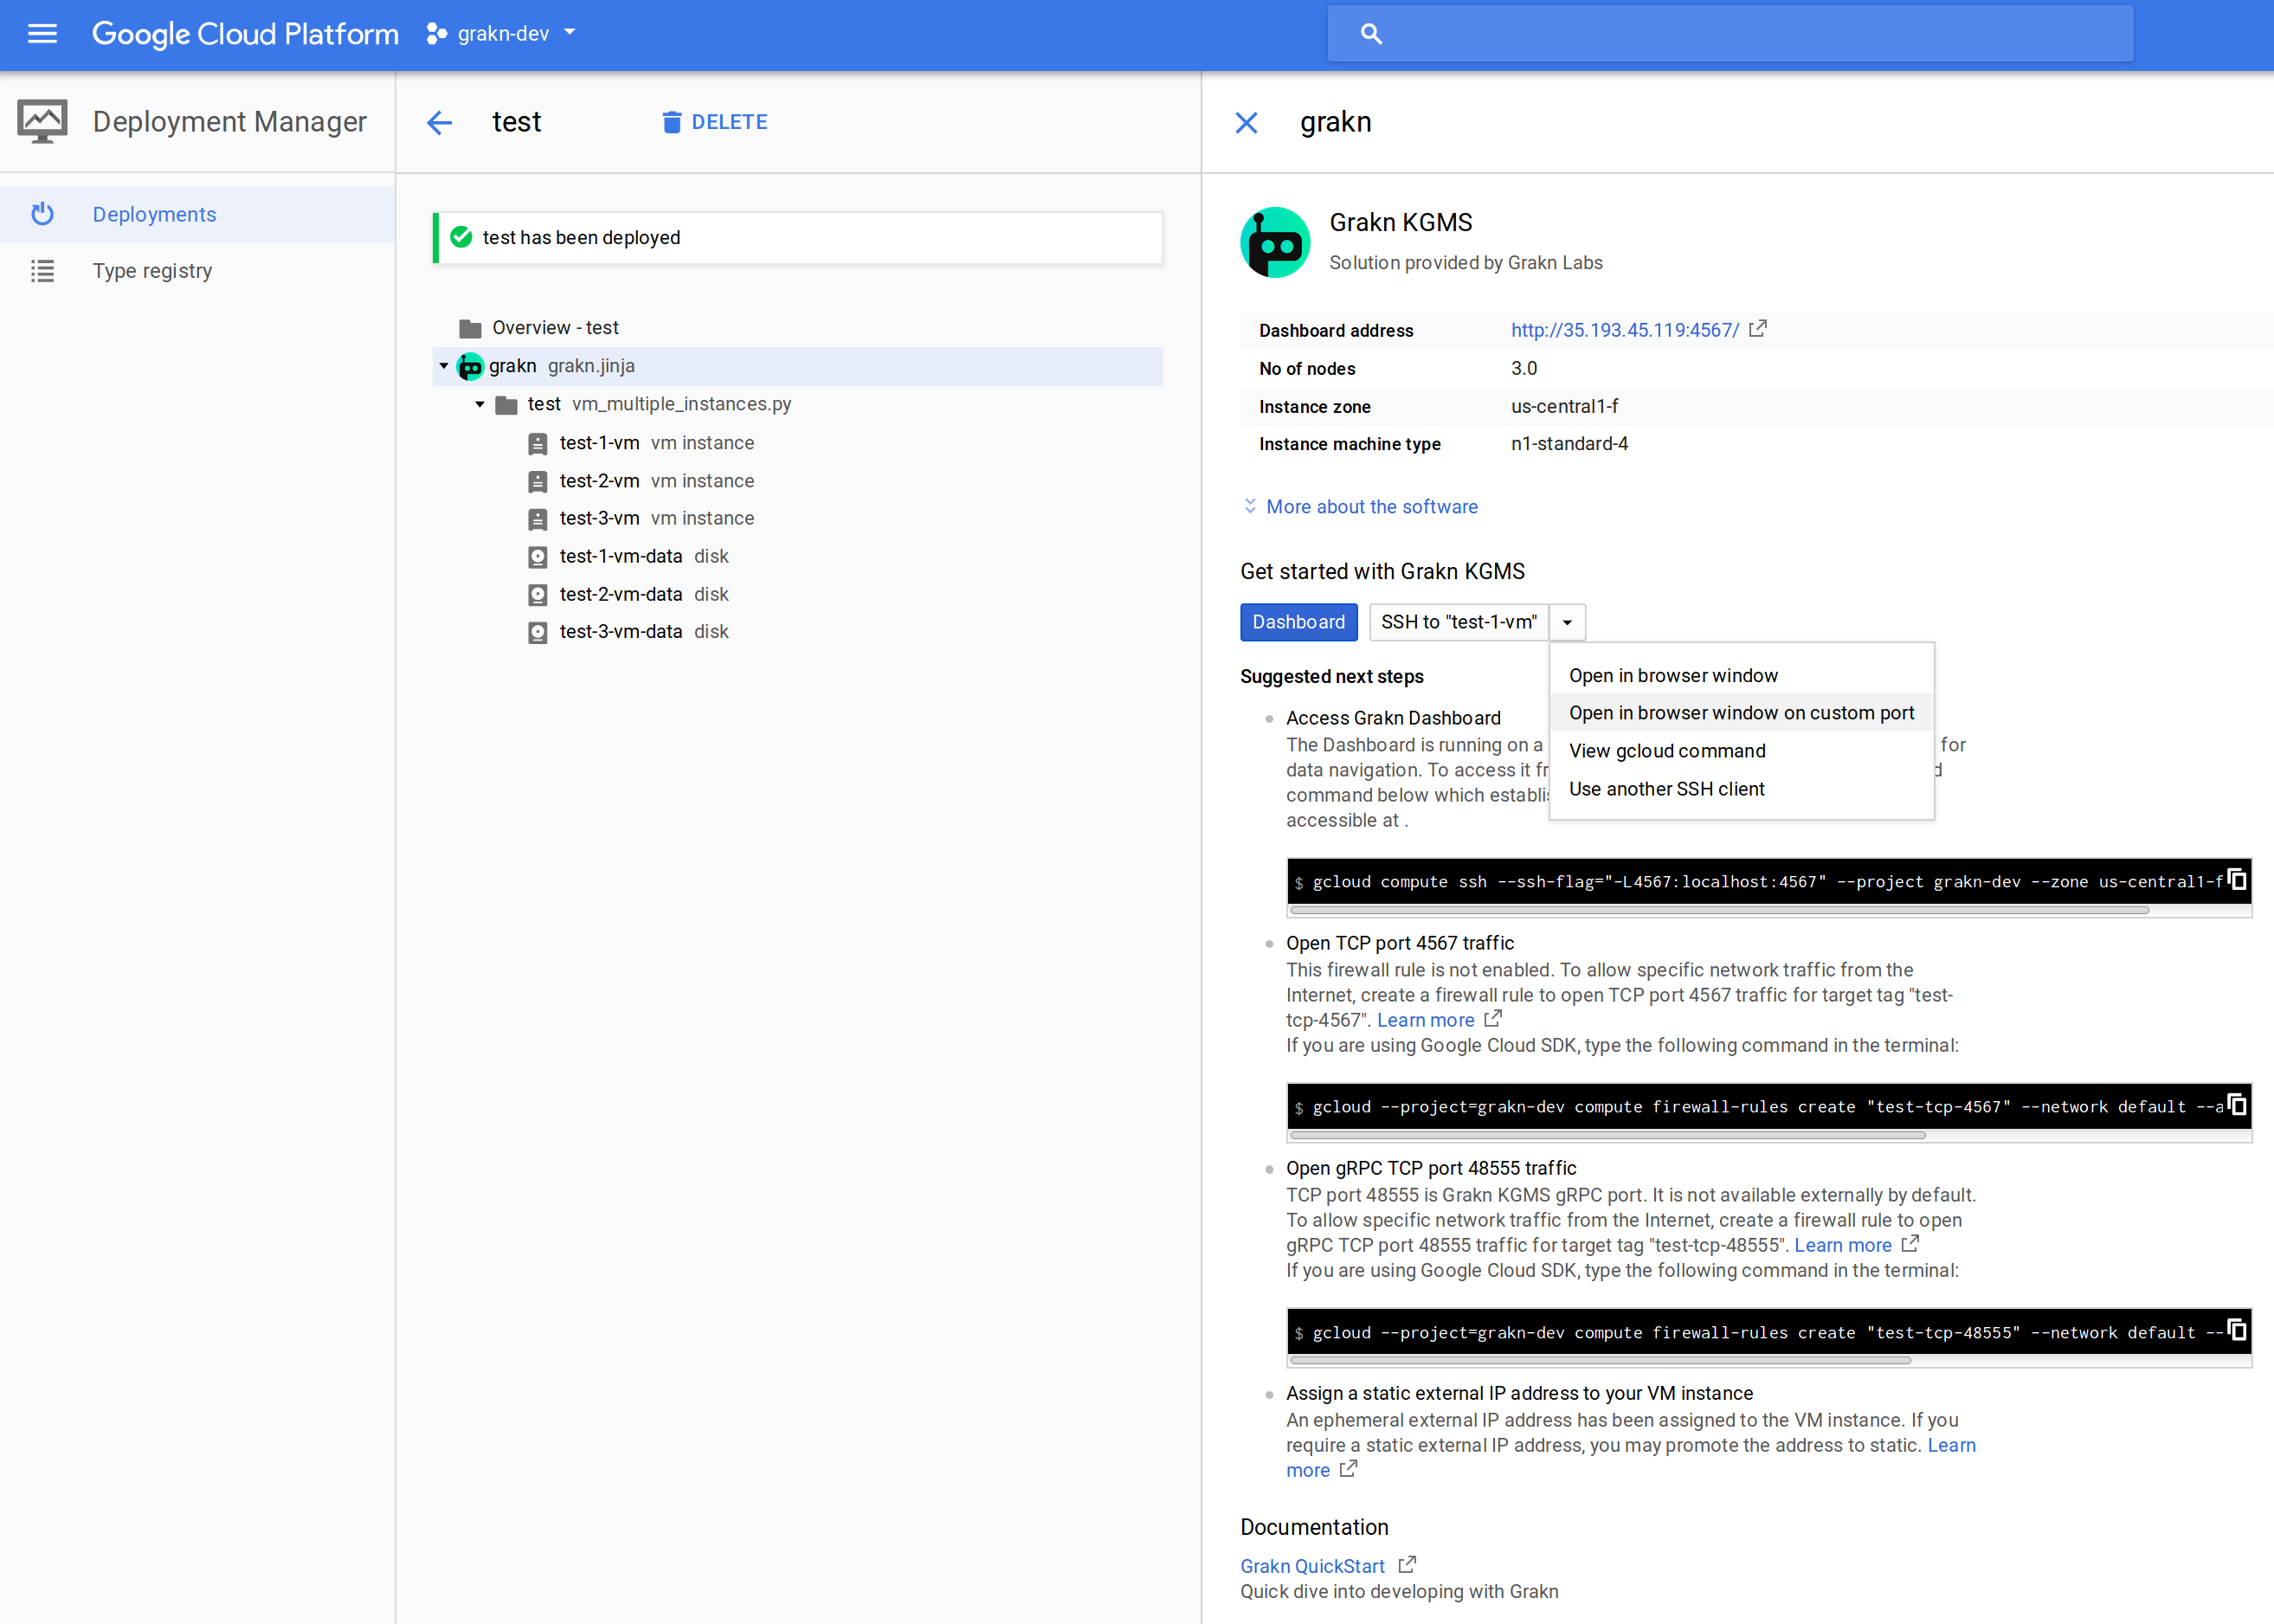 Google Cloud Platform
grakn-dev
Deployment Manager
Deployments
Type registry
test
DELETE
test has been deployed
Overview - test
grakn grakn.jinja
test vm_multiple_instances.py
test-1-vm vm instance
test-2-vm vm instance
test-3-vm vm instance
test-1-vm-data disk
test-2-vm-data disk
test-3-vm-data disk
grakn
Grakn KGMS
Solution provided by Grakn Labs
Dashboard address http://35.193.45.119:4567/
No of nodes 3.0
Instance zone us-central1-f
Instance machine type n1-standard-4
More about the software
Get started with Grakn KGMS
Dashboard SSH to "test-1-vm"
Open in browser window
Open in browser window on custom port
View gcloud command
Use another SSH client
Suggested next steps
Access Grakn Dashboard
The Dashboard is running on a for
data navigation. To access it
command below which
accessible at .
$ gcloud compute ssh --ssh-flag="-L4567:localhost:4567" --project grakn-dev --zone us-central1-f
Open TCP port 4567 traffic
This firewall rule is not enabled. To allow specific network traffic from the
Internet, create a firewall rule to open TCP port 4567 traffic for target tag "test-
tcp-4567". Learn more
If you are using Google Cloud SDK, type the following command in the terminal:
$ gcloud --project=grakn-dev compute firewall-rules create "test-tcp-4567" --network default --a
Open gRPC TCP port 48555 traffic
TCP port 48555 is Grakn KGMS gRPC port. It is not available externally by default.
To allow specific network traffic from the Internet, create a firewall rule to open
gRPC TCP port 48555 traffic for target tag "test-tcp-48555". Learn more
If you are using Google Cloud SDK, type the following command in the terminal:
$ gcloud --project=grakn-dev compute firewall-rules create "test-tcp-48555" --network default --
Assign a static external IP address to your VM instance
An ephemeral external IP address has been assigned to the VM instance. If you
require a static external IP address, you may promote the address to static. Learn
more
Documentation
Grakn QuickStart
Quick dive into developing with Grakn